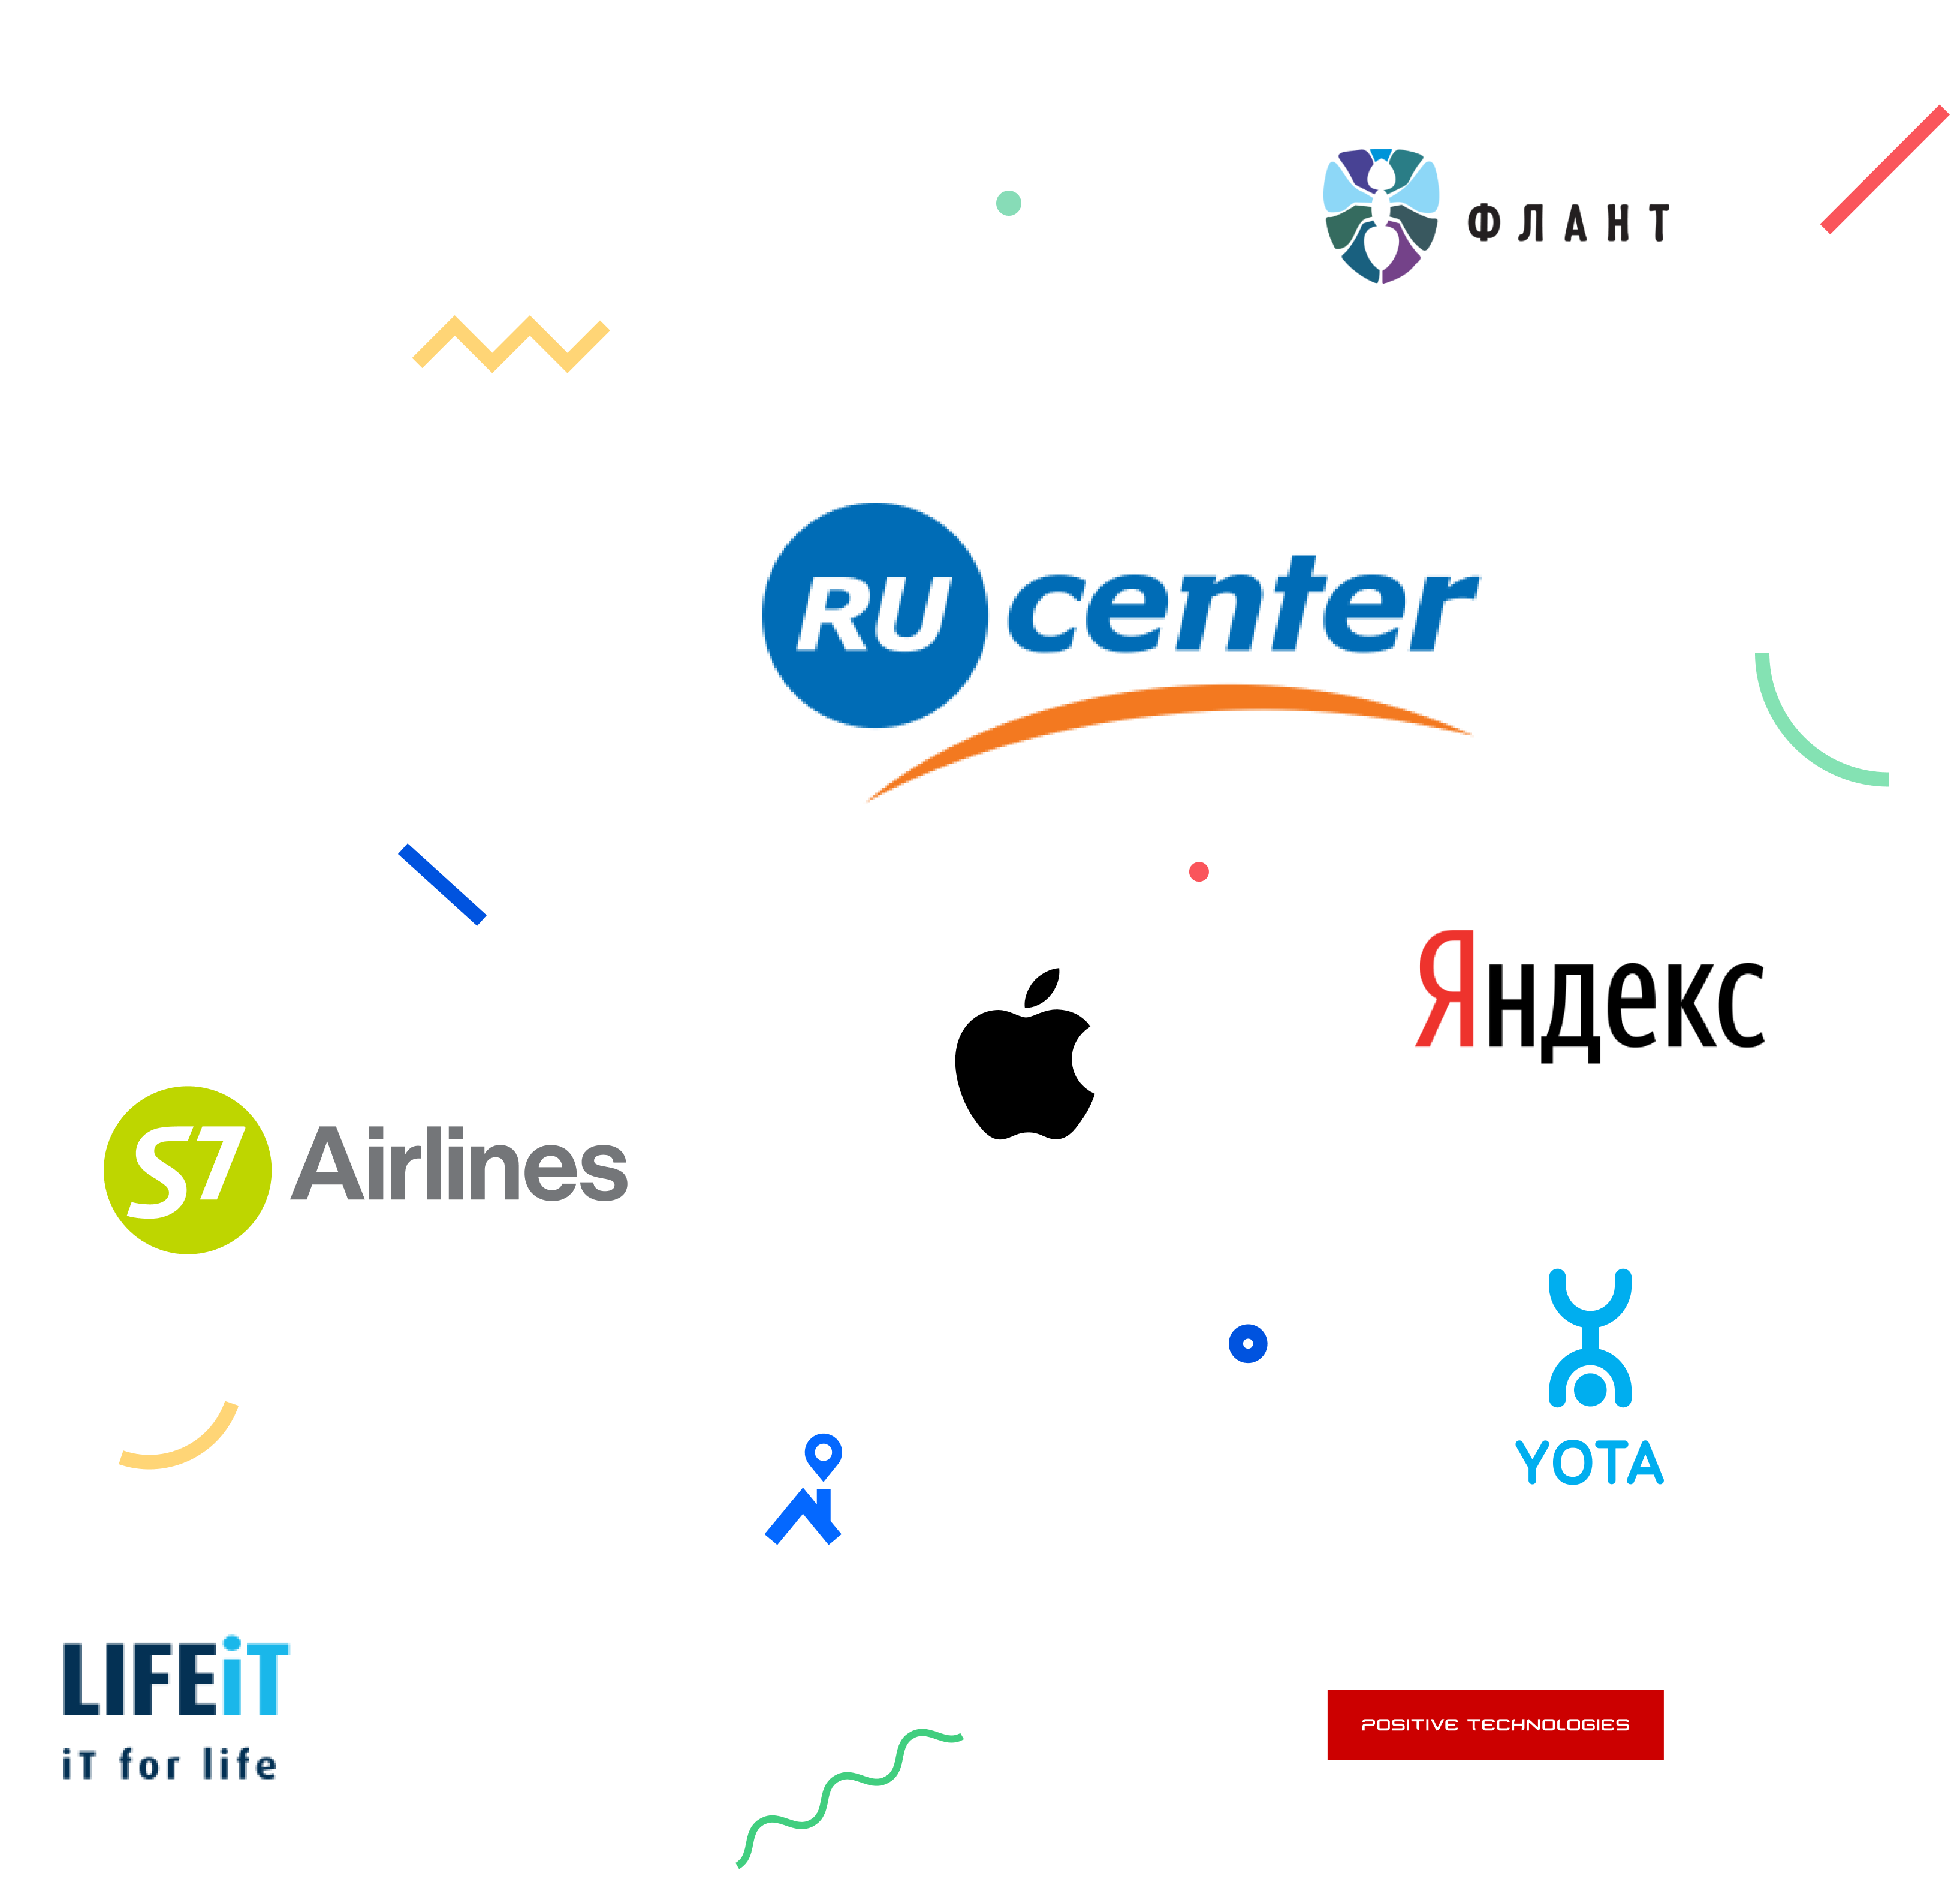 ФЛАНТ
RU center
Яндекс
S7 Airlines
YOTA
LIFEiT
iT for life
POSITIVE TECHNOLOGIES